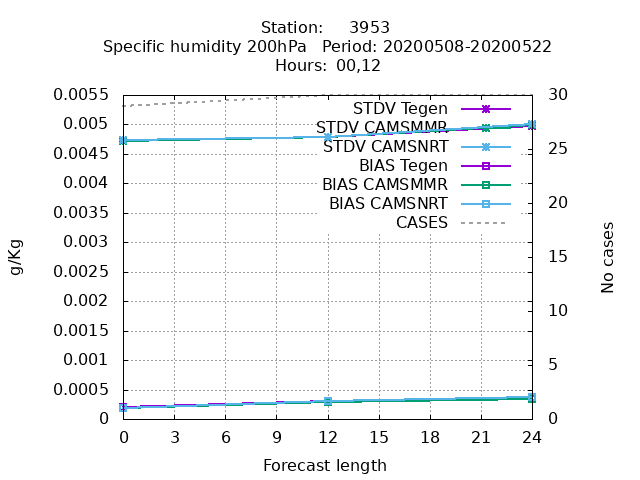 Station: 3953
Specific humidity 200hPa Period: 20200508-20200522
Hours: 00,12
0.0055
0.005
0.0045
0.004
0.0035
0.003
0.0025
0.002
0.0015
0.001
0.0005
0
g/Kg
STDV Tegen
STDV CAMSMMR
STDV CAMSNRT
BIAS Tegen
BIAS CAMSMMR
BIAS CAMSNRT
CASES
30
25
20
15
10
5
0
No cases
0 3 6 9 12 15 18 21 24
Forecast length